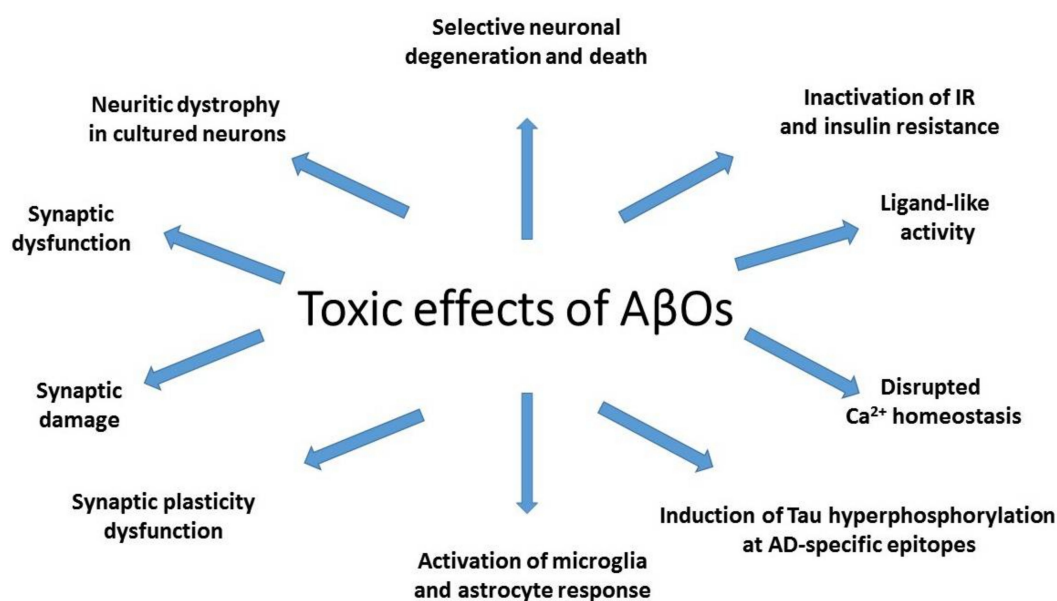 Selective neuronal
degeneration and death
Neuritic dystrophy
in cultured neurons
Inactivation of IR
and insulin resistance
Synaptic
dysfunction
Ligand-like
activity
Toxic effects of AβOs
Synaptic
damage
Disrupted
Ca²⁺ homeostasis
Synaptic plasticity
dysfunction
Induction of Tau hyperphosphorylation
at AD-specific epitopes
Activation of microglia
and astrocyte response